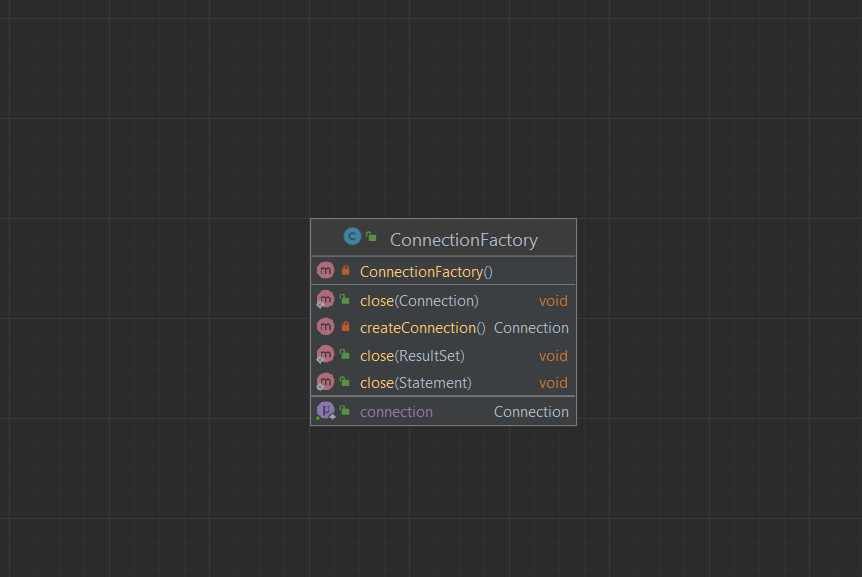 ConnectionFactory
ConnectionFactory()
close(Connection) void
createConnection() Connection
close(ResultSet) void
close(Statement) void
connection Connection